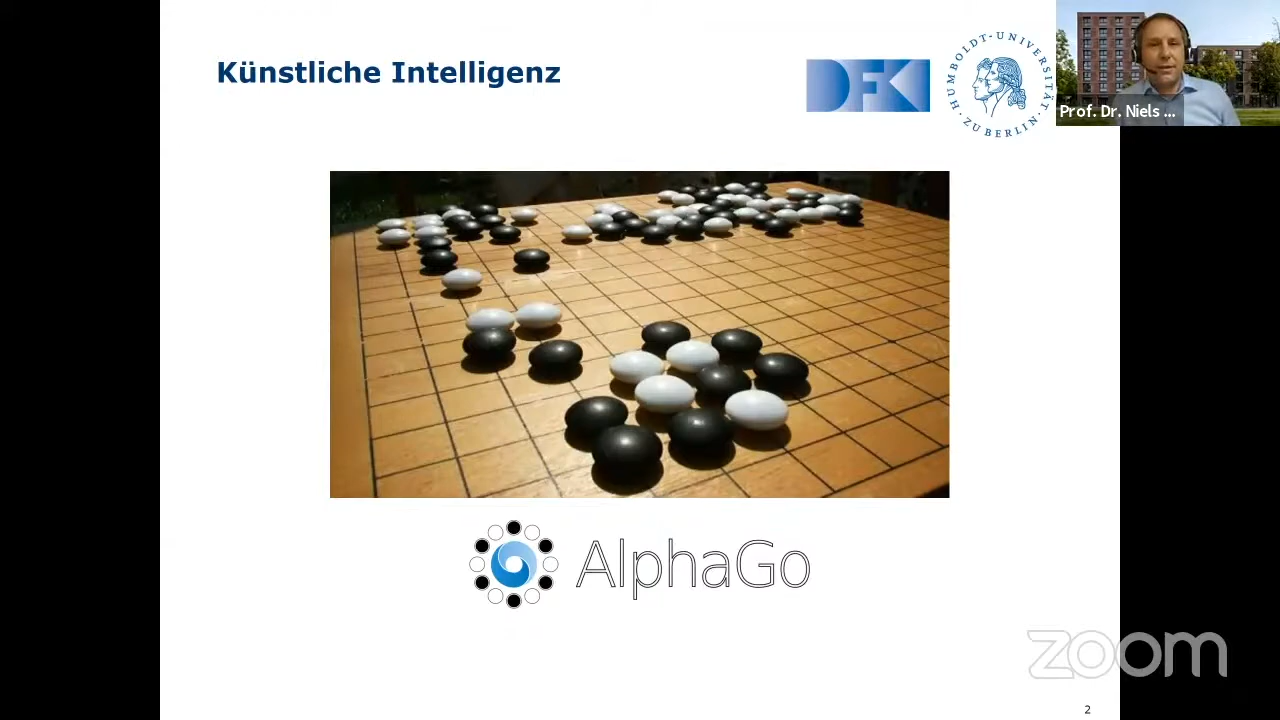 Künstliche Intelligenz
DFKI
HUMBOLDT-UNIVERSITÄT
ZU BERLIN
Prof. Dr. Niels ...
AlphaGo
zoom
2